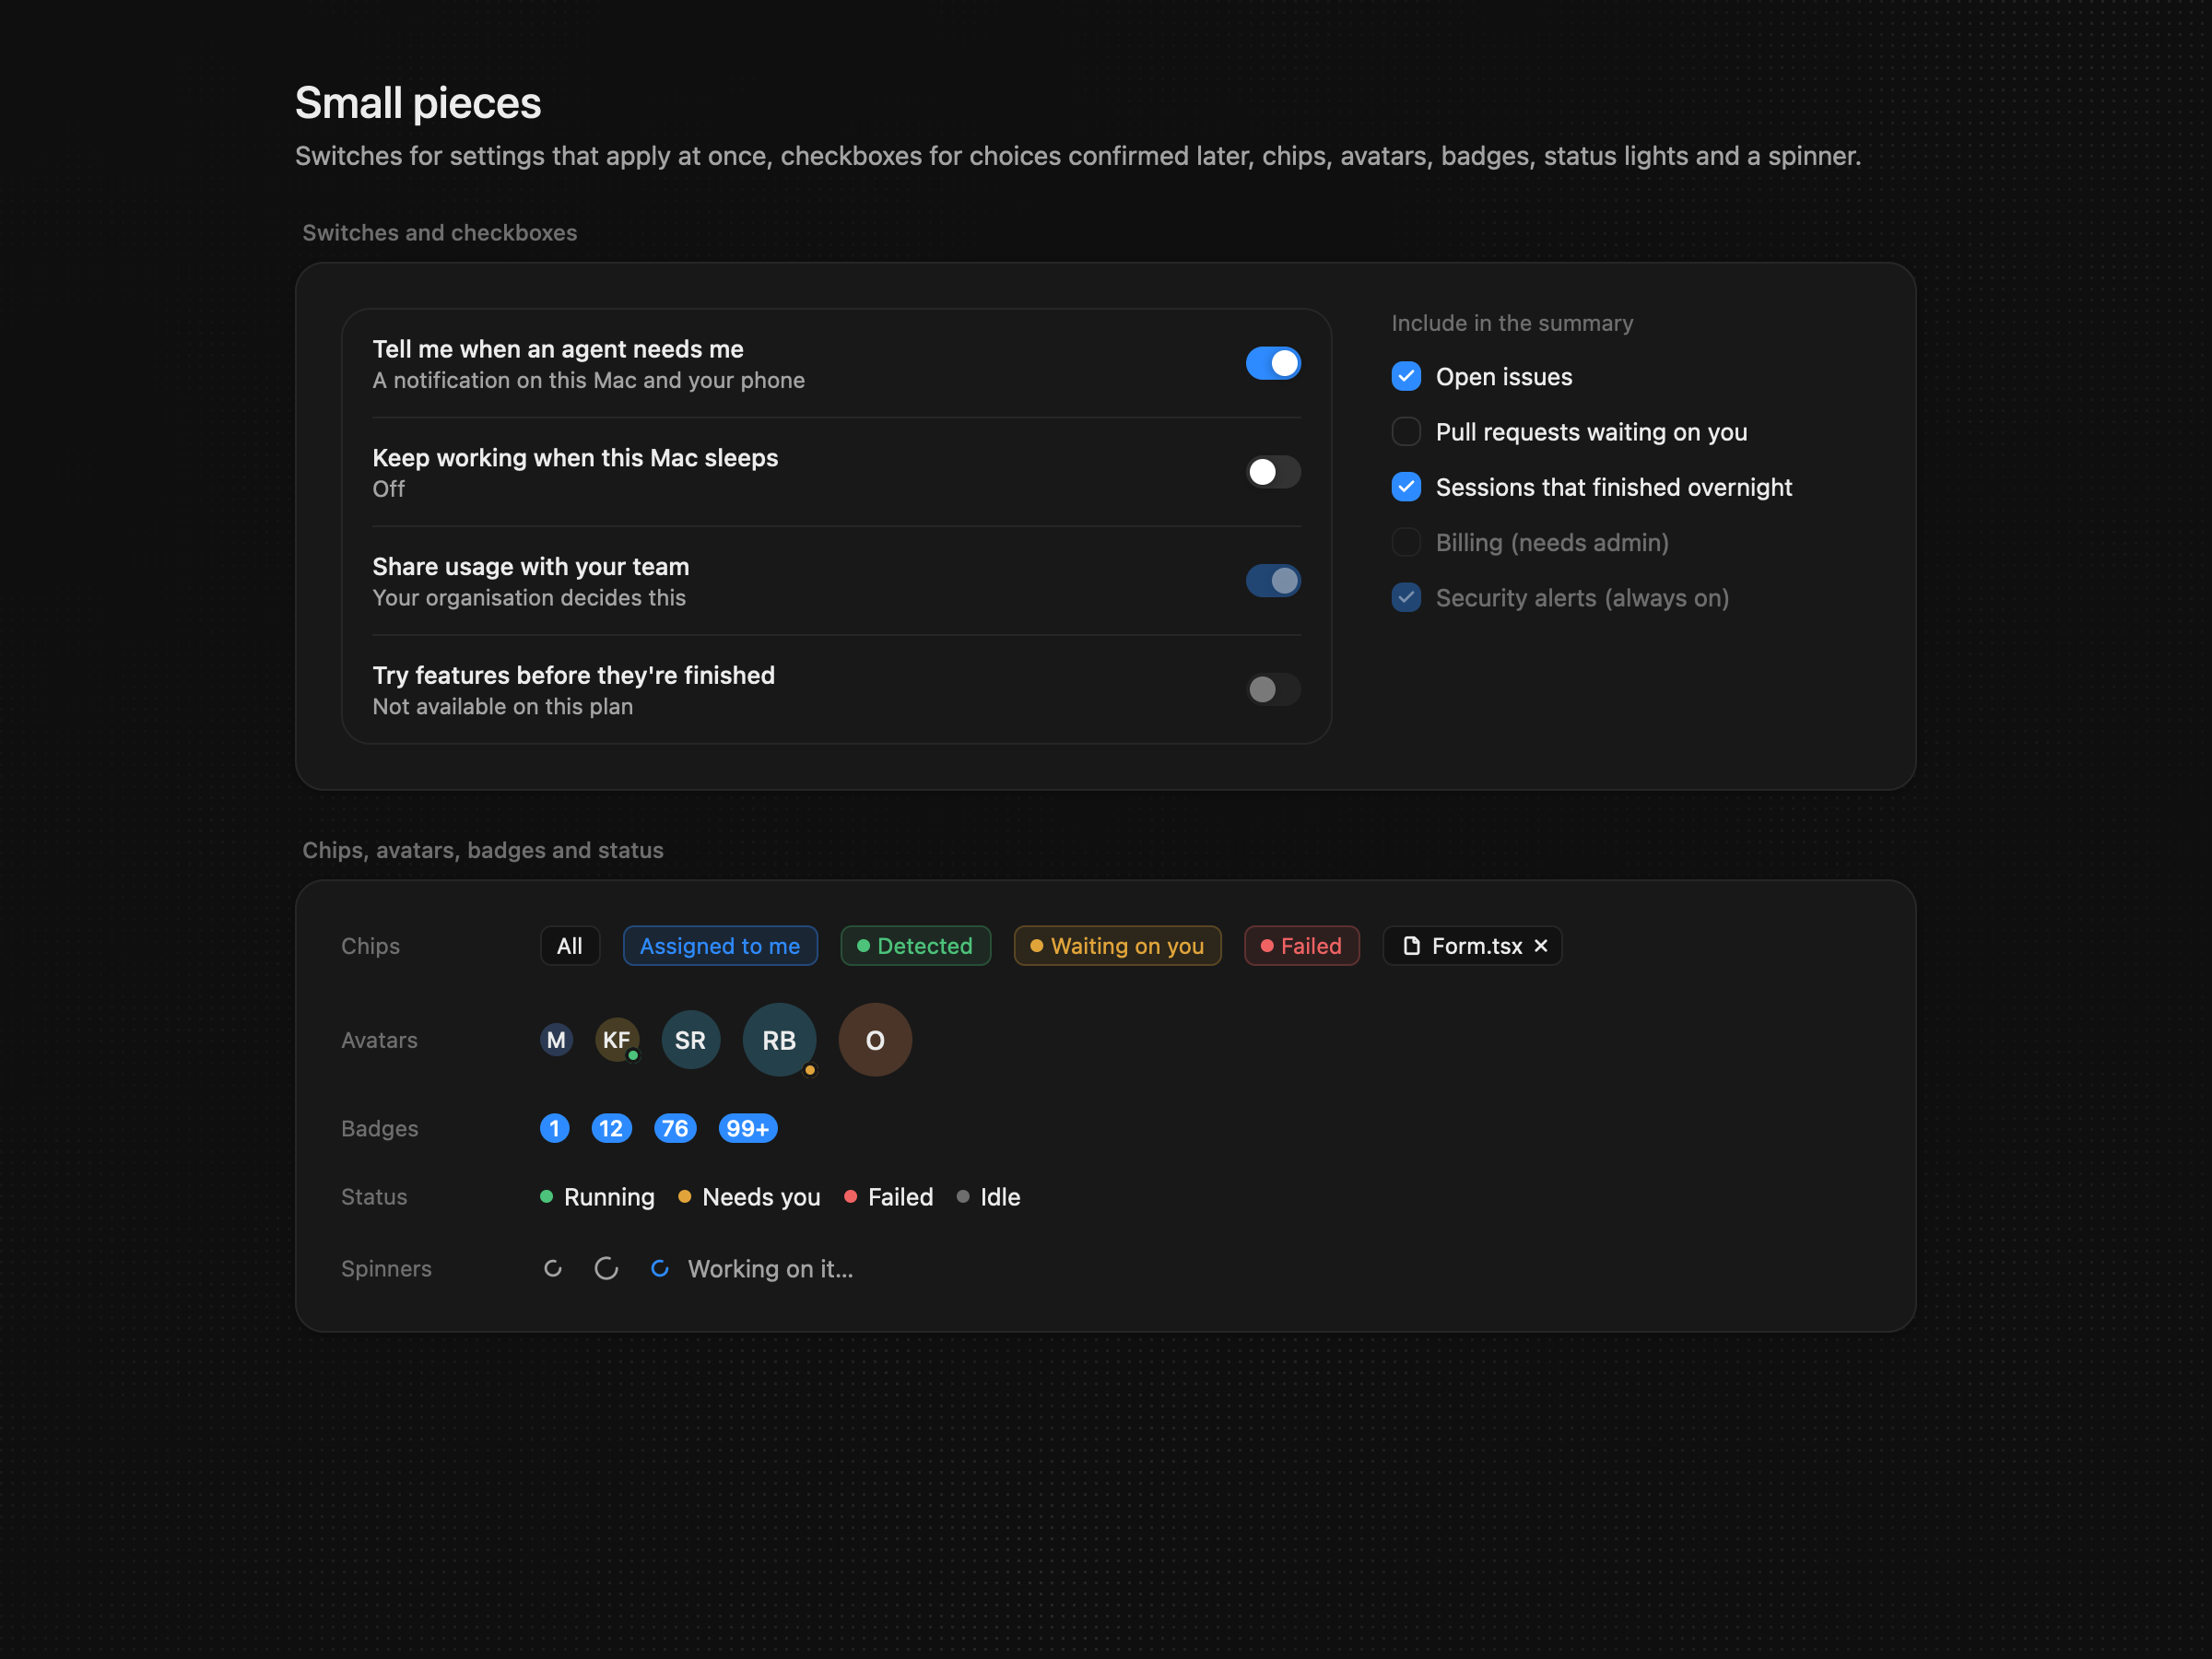 Small pieces
Switches for settings that apply at once, checkboxes for choices confirmed later, chips, avatars, badges, status lights and a spinner.
Switches and checkboxes
Tell me when an agent needs me
A notification on this Mac and your phone
Keep working when this Mac sleeps
Off
Share usage with your team
Your organisation decides this
Try features before they're finished
Not available on this plan
Include in the summary
Open issues
Pull requests waiting on you
Sessions that finished overnight
Billing (needs admin)
Security alerts (always on)
Chips, avatars, badges and status
Chips All Assigned to me Detected Waiting on you Failed Form.tsx
Avatars M KF SR RB O
Badges 1 12 76 99+
Status Running Needs you Failed Idle
Spinners Working on it...